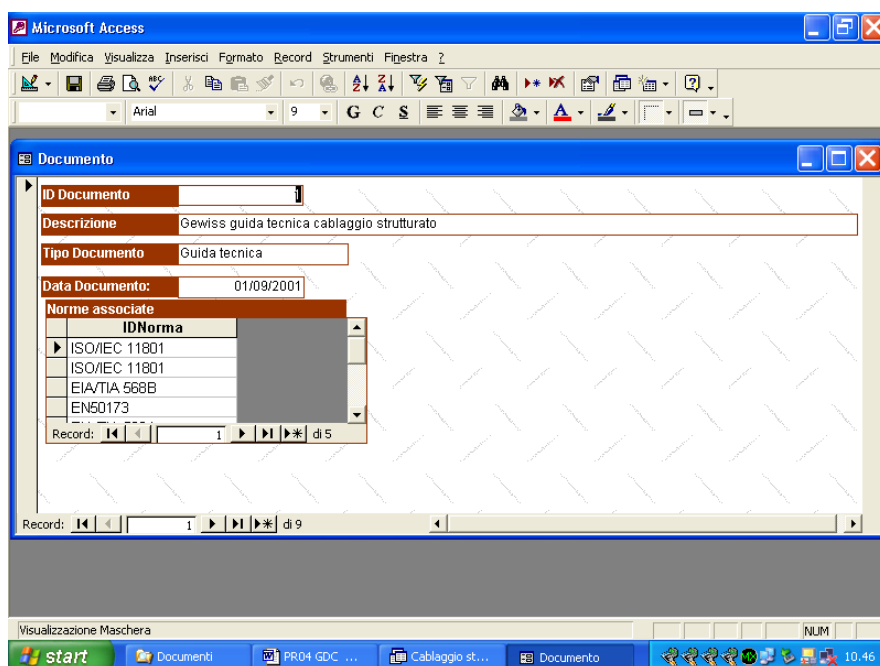 Microsoft Access
File Modifica Visualizza Inserisci Formato Record Strumenti Finestra ?
Arial 9 G C S
Documento
ID Documento 1
Descrizione Gewiss guida tecnica cablaggio strutturato
Tipo Documento Guida tecnica
Data Documento: 01/09/2001
Norme associate
IDNorma
ISO/IEC 11801
ISO/IEC 11801
EIA/TIA 568B
EN50173
Record: 1 di 5
Record: 1 di 9
Visualizzazione Maschera NUM
start Documenti PR04 GDC ... Cablaggio st... Documento 10.46